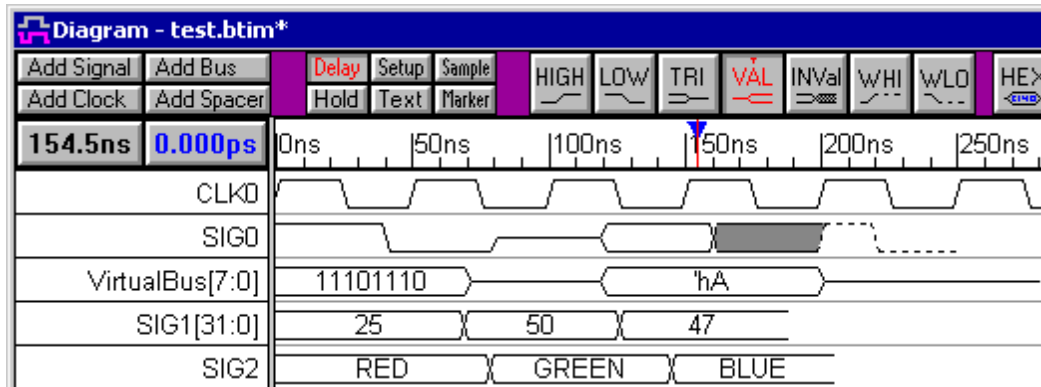 Diagram - test.btim*
Add Signal Add Bus Delay Setup Sample HIGH LOW TRI VAL INVal WHI WLO HEX
Add Clock Add Spacer Hold Text Marker
154.5ns 0.000ps 0ns 50ns 100ns 150ns 200ns 250ns
CLK0
SIG0
VirtualBus[7:0] 11101110 'hA
SIG1[31:0] 25 50 47
SIG2 RED GREEN BLUE